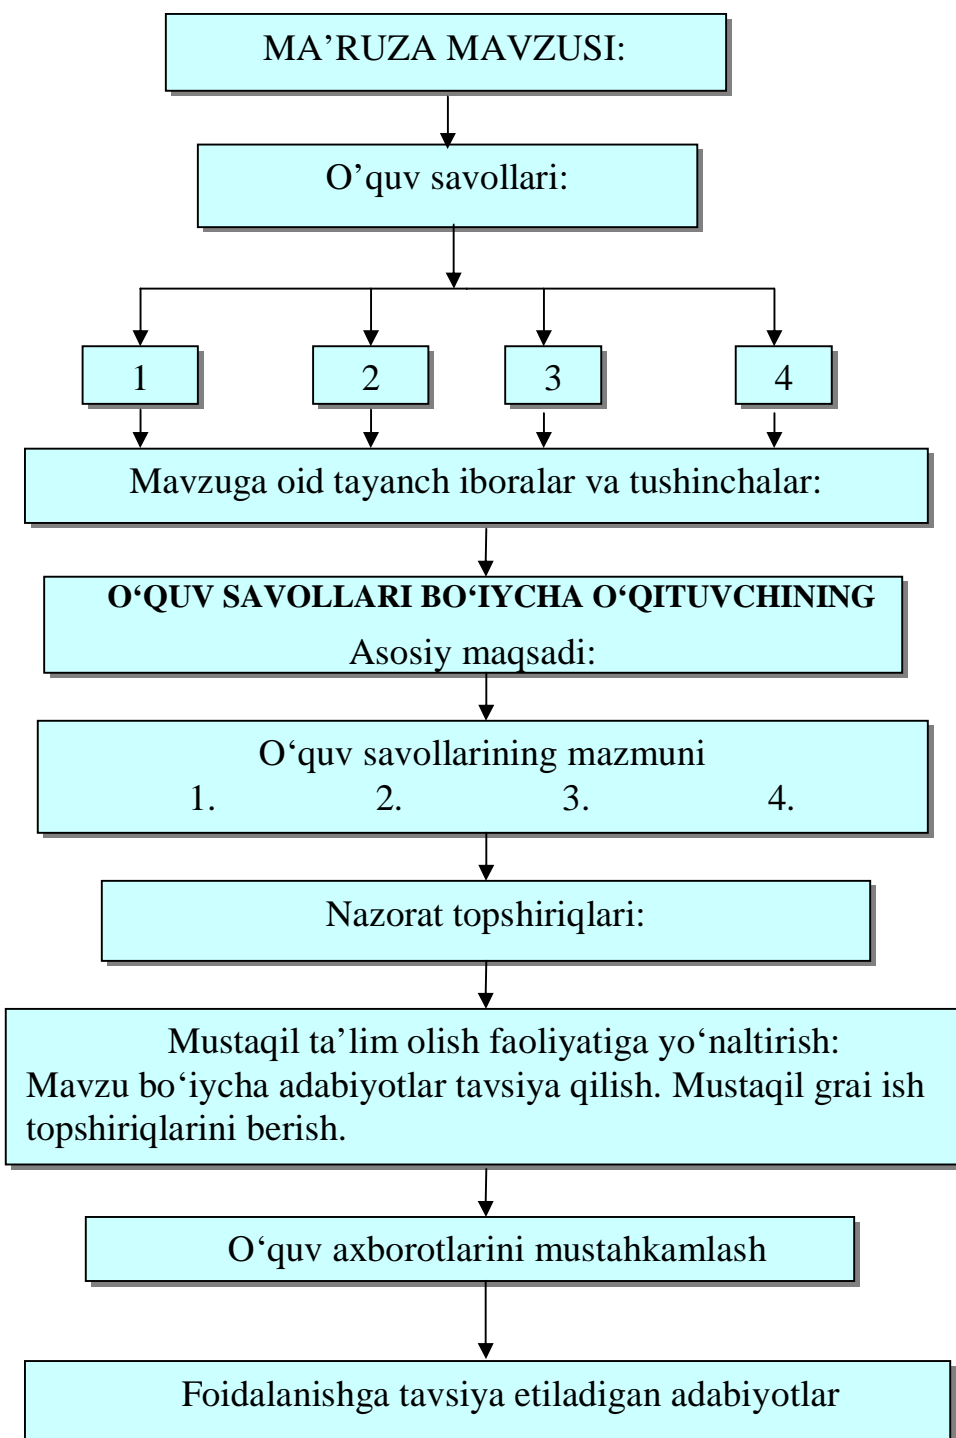 MA’RUZA MAVZUSI:
O’quv savollari:
1 2 3 4
Mavzuga oid tayanch iboralar va tushinchalar:
O‘QUV SAVOLLARI BO‘IYCHA O‘QITUVCHINING
Asosiy maqsadi:
O‘quv savollarining mazmuni
1. 2. 3. 4.
Nazorat topshiriqlari:
Mustaqil ta’lim olish faoliyatiga yo‘naltirish:
Mavzu bo‘iycha adabiyotlar tavsiya qilish. Mustaqil grai ish
topshiriqlarini berish.
O‘quv axborotlarini mustahkamlash
Foidalanishga tavsiya etiladigan adabiyotlar